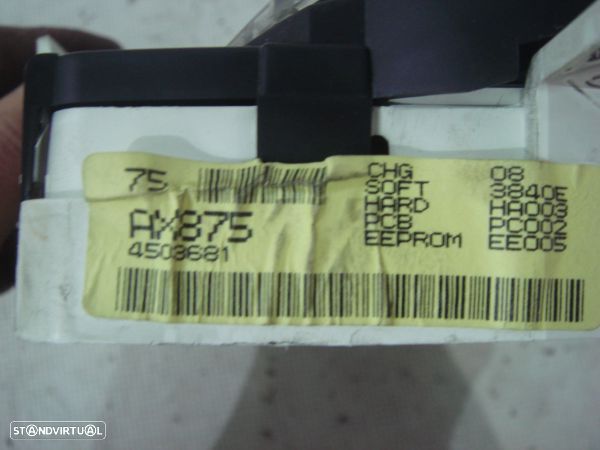 75
AX875
4503681
CHG 08
SOFT 3840E
HARD HA003
PCB PC002
EEPROM EE005
STANDVIRTUAL